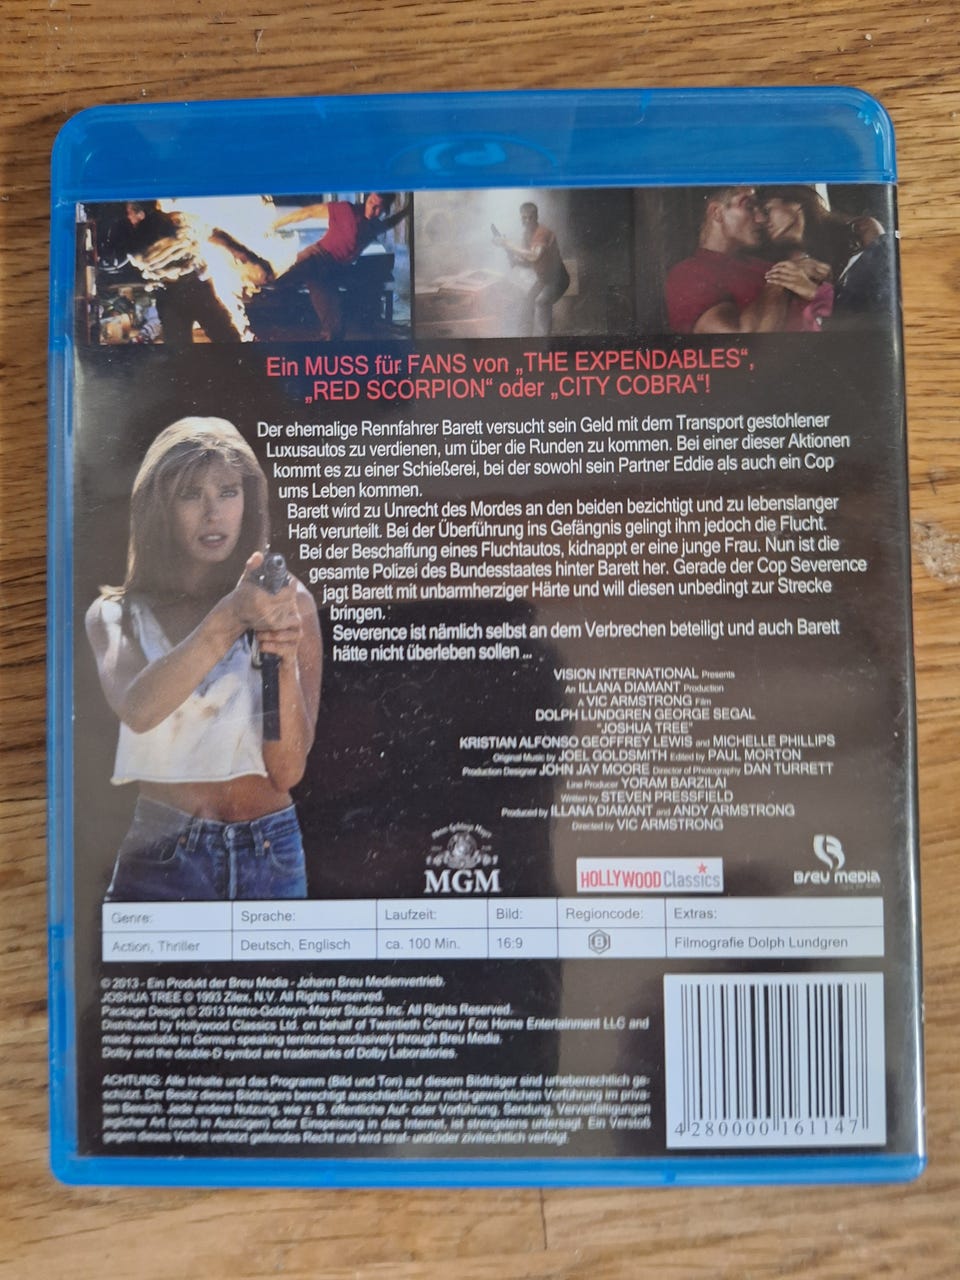 Ein MUSS für FANS von „THE EXPENDABLES“,
„RED SCORPION“ oder „CITY COBRA“!
Der ehemalige Rennfahrer Barett versucht sein Geld mit dem Transport gestohlener
Luxusautos zu verdienen, um über die Runden zu kommen. Bei einer dieser Aktionen
kommt es zu einer Schießerei, bei der sowohl sein Partner Eddie als auch ein Cop
ums Leben kommen.
Barett wird zu Unrecht des Mordes an den beiden bezichtigt und zu lebenslanger
Haft verurteilt. Bei der Überführung ins Gefängnis gelingt ihm jedoch die Flucht.
Bei der Beschaffung eines Fluchtautos, kidnappt er eine junge Frau. Nun ist die
gesamte Polizei des Bundesstaates hinter Barett her. Gerade der Cop Severence
jagt Barett mit unbarmherziger Härte und will diesen unbedingt zur Strecke
bringen.
Severence ist nämlich selbst an dem Verbrechen beteiligt und auch Barett
hätte nicht überleben sollen ...
VISION INTERNATIONAL Presents
An ILLANA DIAMANT Production
A VIC ARMSTRONG Film
DOLPH LUNDGREN GEORGE SEGAL
"JOSHUA TREE"
KRISTIAN ALFONSO GEOFFREY LEWIS and MICHELLE PHILLIPS
Original Music by JOEL GOLDSMITH Edited by PAUL MORTON
Production Designer JOHN JAY MOORE Director of Photography DAN TURRETT
Line Producer YORAM BARZILAI
Written by STEVEN PRESSFIELD
Produced by ILLANA DIAMANT and ANDY ARMSTRONG
Directed by VIC ARMSTRONG
MGM
HOLLYWOOD Classics
Breu Media
Genre: Sprache: Laufzeit: Bild: Regioncode: Extras:
Action, Thriller Deutsch, Englisch ca. 100 Min. 16:9 B Filmografie Dolph Lundgren
© 2013 - Ein Produkt der Breu Media - Johann Breu Medienvertrieb.
JOSHUA TREE © 1993 Zilex, N.V. All Rights Reserved.
Package Design © 2013 Metro-Goldwyn-Mayer Studios Inc. All Rights Reserved.
Distributed by Hollywood Classics Ltd. on behalf of Twentieth Century Fox Home Entertainment LLC and
made available in German speaking territories exclusively through Breu Media.
Dolby and the double-D symbol are trademarks of Dolby Laboratories.
ACHTUNG: Alle Inhalte und das Programm (Bild und Ton) auf diesem Bildträger sind urheberrechtlich ge-
schützt. Der Besitz dieses Bildträgers berechtigt ausschließlich zur nicht-gewerblichen Vorführung im priva-
ten Bereich. Jede andere Nutzung, wie z. B. öffentliche Auf- oder Vorführung, Sendung, Vervielfältigungen
jeglicher Art (auch in Auszügen) oder Einspeisung in das Internet, ist strengstens untersagt. Ein Verstoß
gegen dieses Verbot verletzt geltendes Recht und wird straf- und/oder zivilrechtlich verfolgt.
4 280000 161147